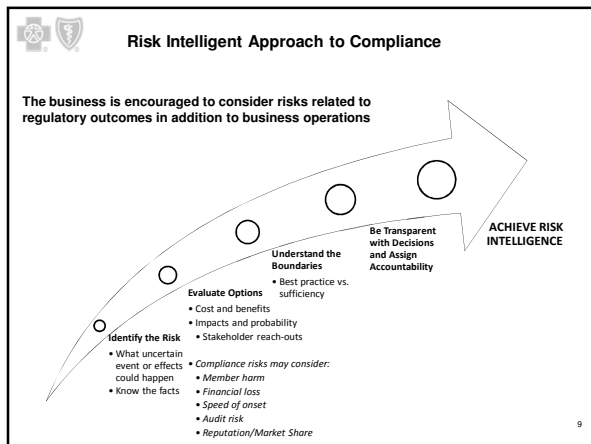 Risk Intelligent Approach to Compliance
The business is encouraged to consider risks related to
regulatory outcomes in addition to business operations
ACHIEVE RISK
INTELLIGENCE
Be Transparent
with Decisions
and Assign
Accountability
Understand the
Boundaries
• Best practice vs.
sufficiency
Evaluate Options
• Cost and benefits
• Impacts and probability
• Stakeholder reach-outs
• Compliance risks may consider:
• Member harm
• Financial loss
• Speed of onset
• Audit risk
• Reputation/Market Share
Identify the Risk
• What uncertain
event or effects
could happen
• Know the facts
9